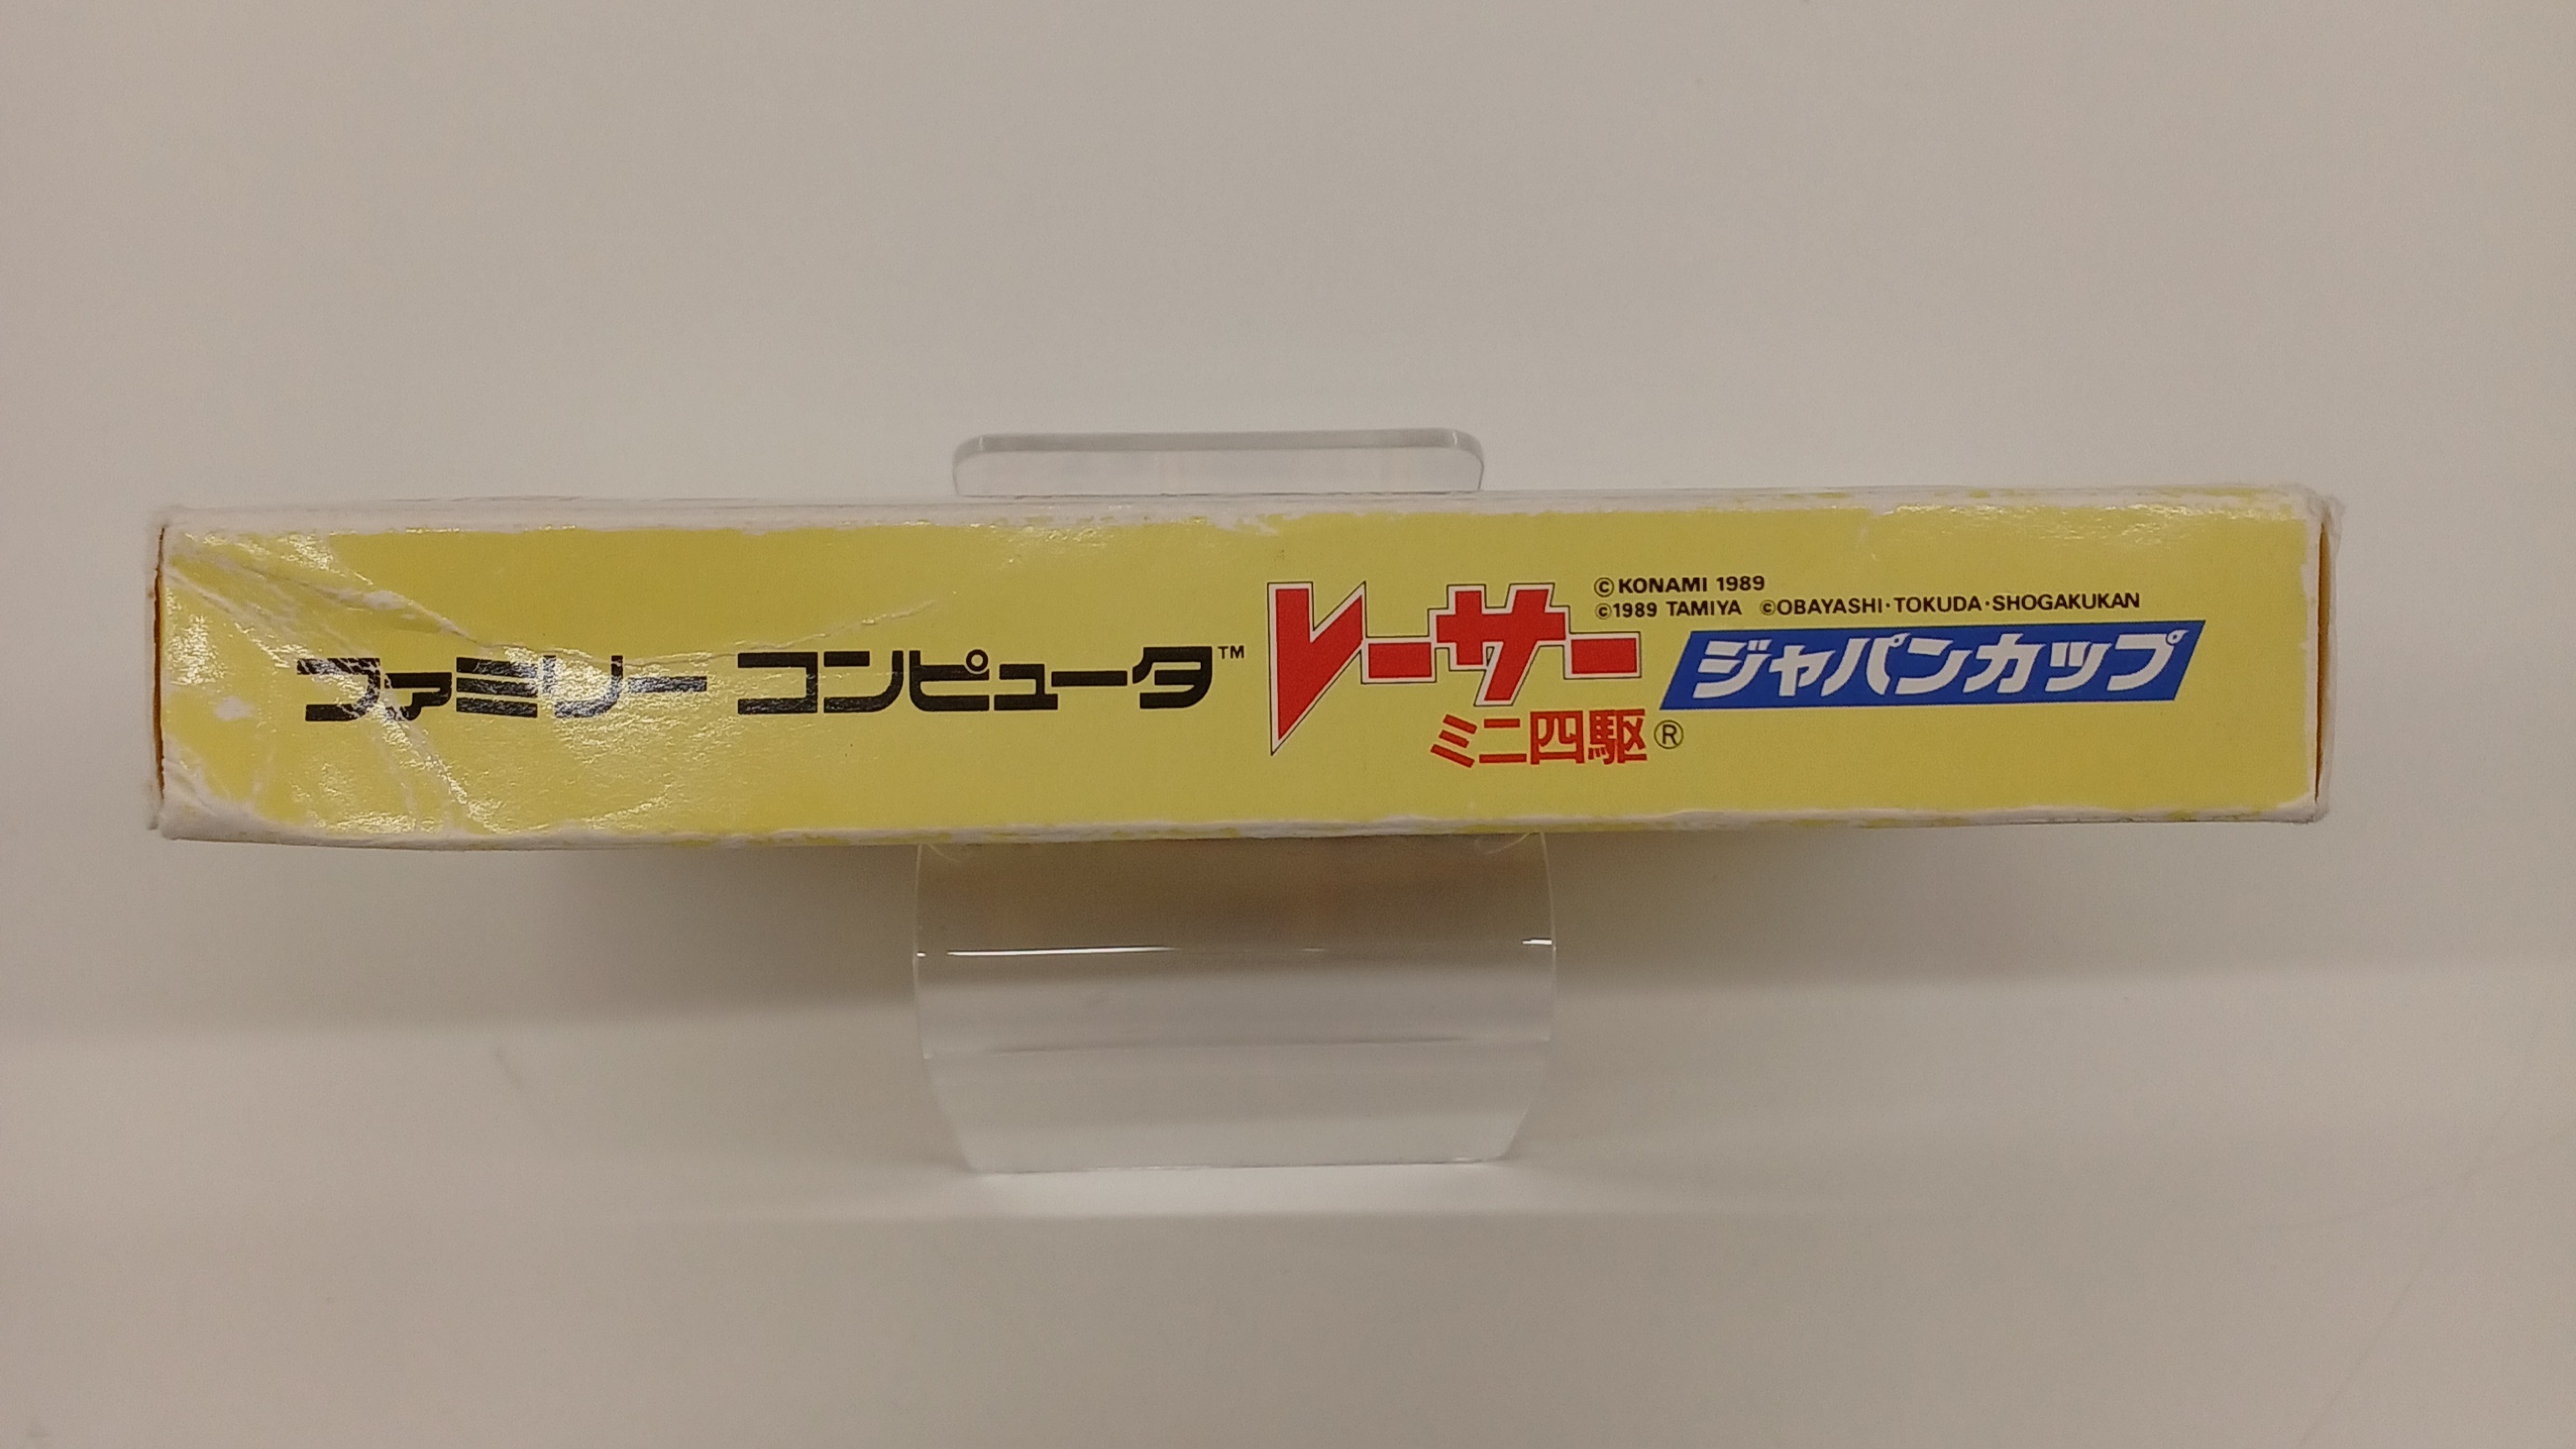 ファミリー コンピュータ™
レーサー
ミニ四駆®
ジャパンカップ
©KONAMI 1989
©1989 TAMIYA ©OBAYASHI・TOKUDA・SHOGAKUKAN